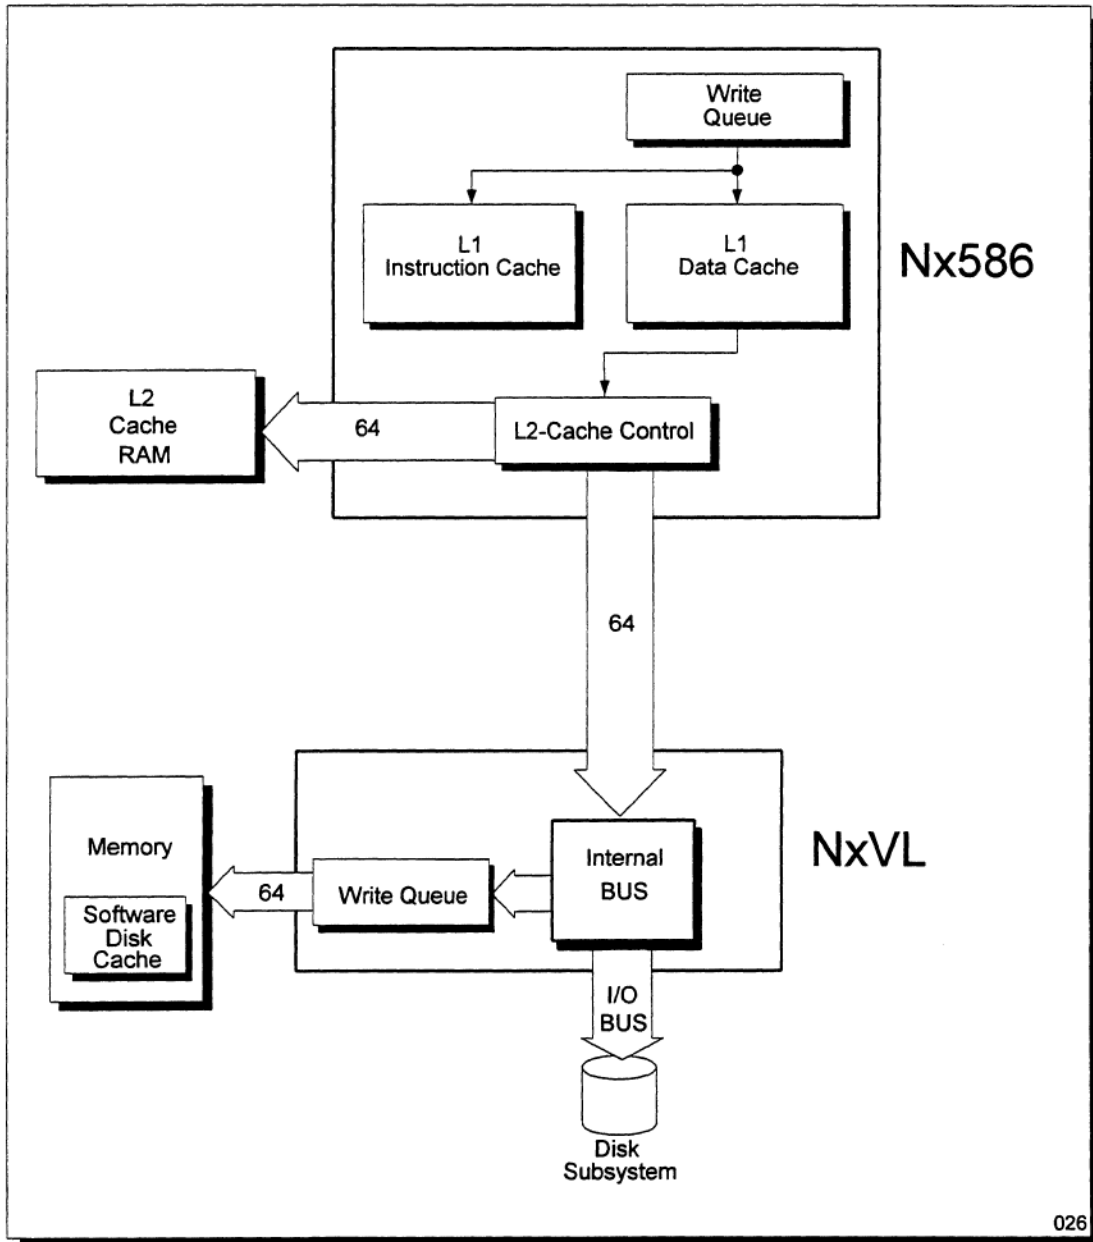 Write
Queue
L1
Instruction Cache
L1
Data Cache
Nx586
L2
Cache
RAM
64
L2-Cache Control
64
Memory
Software
Disk
Cache
64
Write Queue
Internal
BUS
NxVL
I/O
BUS
Disk
Subsystem
026